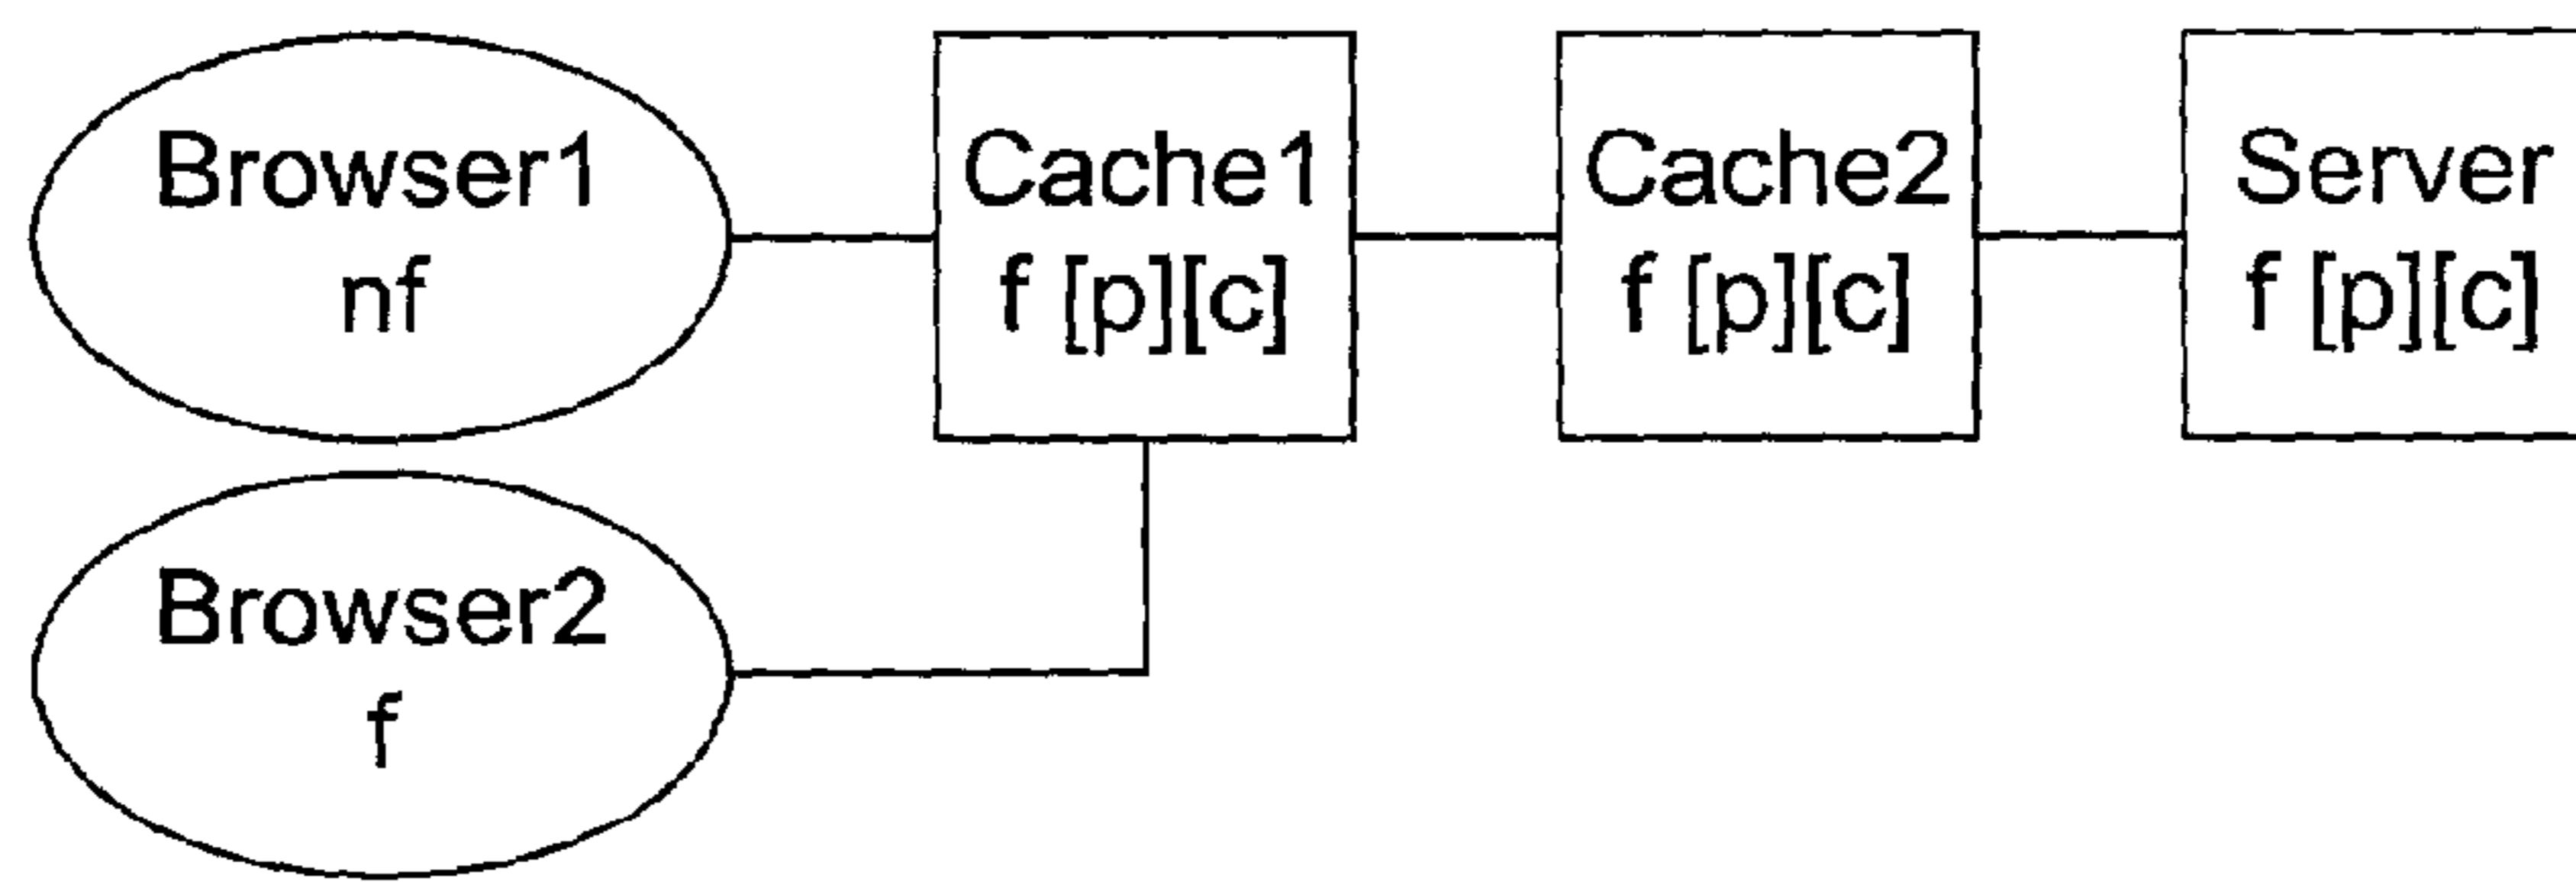 Browser1
nf
Cache1
f [p][c]
Cache2
f [p][c]
Server
f [p][c]
Browser2
f